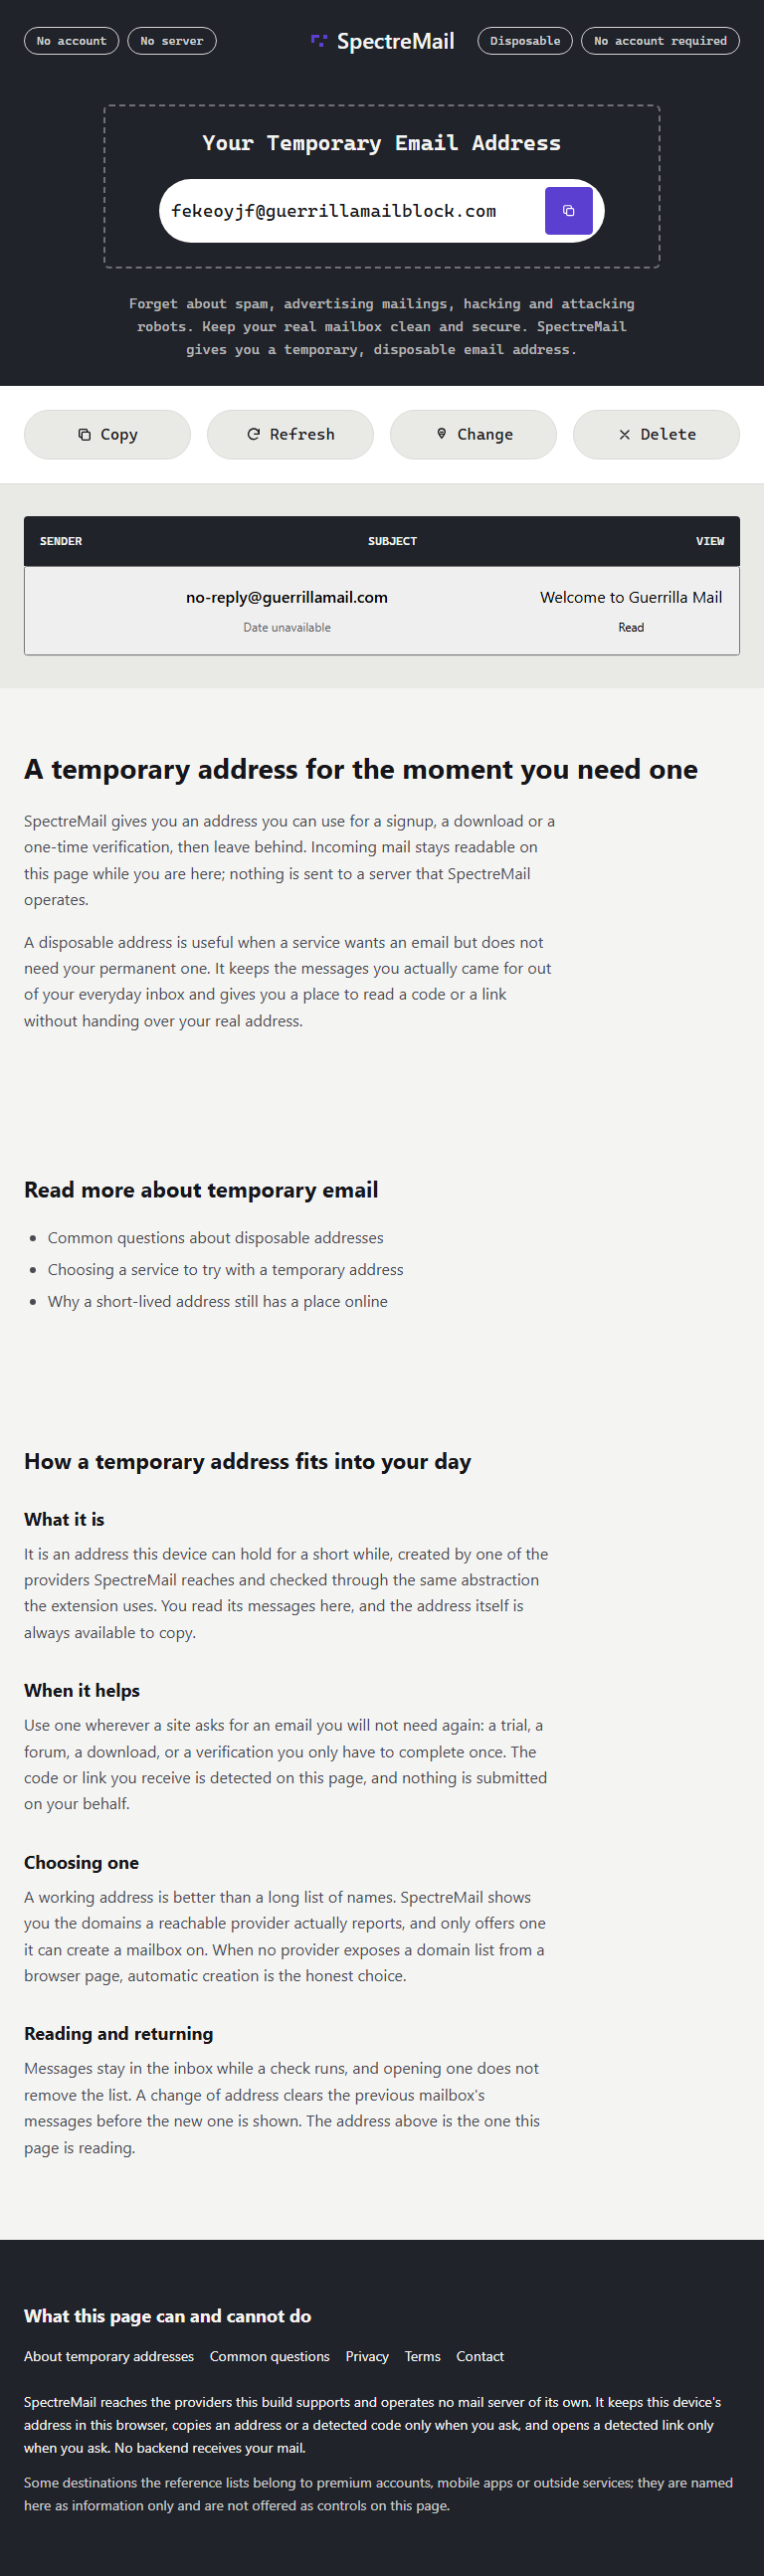 No account
No server
SpectreMail
Disposable
No account required
Your Temporary Email Address
fekeoyjf@guerrillamailblock.com
Forget about spam, advertising mailings, hacking and attacking
robots. Keep your real mailbox clean and secure. SpectreMail
gives you a temporary, disposable email address.
Copy
Refresh
Change
Delete
SENDER
SUBJECT
VIEW
no-reply@guerrillamail.com
Welcome to Guerrilla Mail
Date unavailable
Read
A temporary address for the moment you need one
SpectreMail gives you an address you can use for a signup, a download or a
one-time verification, then leave behind. Incoming mail stays readable on
this page while you are here; nothing is sent to a server that SpectreMail
operates.
A disposable address is useful when a service wants an email but does not
need your permanent one. It keeps the messages you actually came for out
of your everyday inbox and gives you a place to read a code or a link
without handing over your real address.
Read more about temporary email
• Common questions about disposable addresses
• Choosing a service to try with a temporary address
• Why a short-lived address still has a place online
How a temporary address fits into your day
What it is
It is an address this device can hold for a short while, created by one of the
providers SpectreMail reaches and checked through the same abstraction
the extension uses. You read its messages here, and the address itself is
always available to copy.
When it helps
Use one wherever a site asks for an email you will not need again: a trial, a
forum, a download, or a verification you only have to complete once. The
code or link you receive is detected on this page, and nothing is submitted
on your behalf.
Choosing one
A working address is better than a long list of names. SpectreMail shows
you the domains a reachable provider actually reports, and only offers one
it can create a mailbox on. When no provider exposes a domain list from a
browser page, automatic creation is the honest choice.
Reading and returning
Messages stay in the inbox while a check runs, and opening one does not
remove the list. A change of address clears the previous mailbox's
messages before the new one is shown. The address above is the one this
page is reading.
What this page can and cannot do
About temporary addresses
Common questions
Privacy
Terms
Contact
SpectreMail reaches the providers this build supports and operates no mail server of its own. It keeps this device's
address in this browser, copies an address or a detected code only when you ask, and opens a detected link only
when you ask. No backend receives your mail.
Some destinations the reference lists belong to premium accounts, mobile apps or outside services; they are named
here as information only and are not offered as controls on this page.